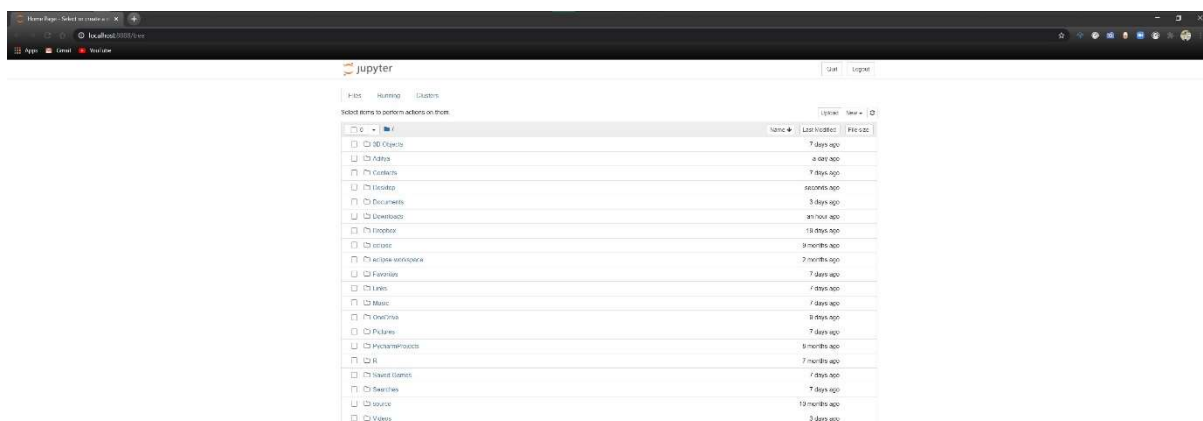 Home Page - Select or create a
localhost:8888/tree
Apps Gmail YouTube
jupyter Quit Logout
Files Running Clusters
Select items to perform actions on them.
Upload New
0 / Name Last Modified File size
3D Objects 7 days ago
Aditya a day ago
Contacts 7 days ago
Desktop seconds ago
Documents 3 days ago
Downloads an hour ago
Dropbox days ago
eclipse 9 months ago
eclipse-workspace 2 months ago
Favorites 7 days ago
Links 7 days ago
Music 7 days ago
OneDrive days ago
Pictures 7 days ago
PycharmProjects months ago
R 7 months ago
Saved Games 7 days ago
Searches 7 days ago
source 10 months ago
Videos 3 days ago